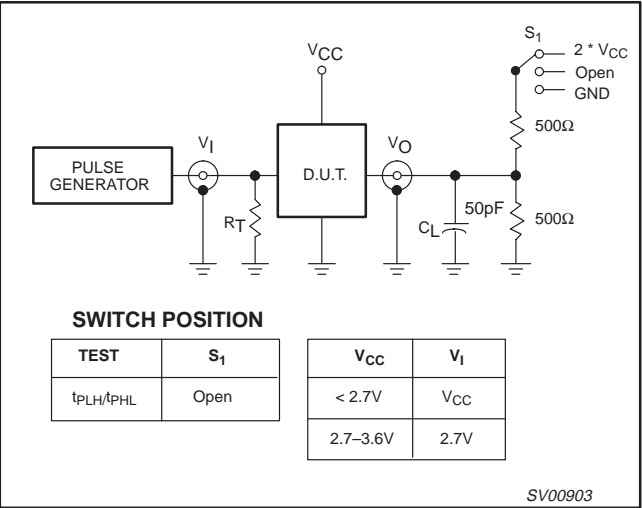 S1
2 * VCC
Open
GND
VCC
500Ω
VI
VO
PULSE
GENERATOR
D.U.T.
RT
50pF
CL
500Ω
SWITCH POSITION
TEST S1
tPLH/tPHL Open
VCC VI
< 2.7V VCC
2.7–3.6V 2.7V
SV00903